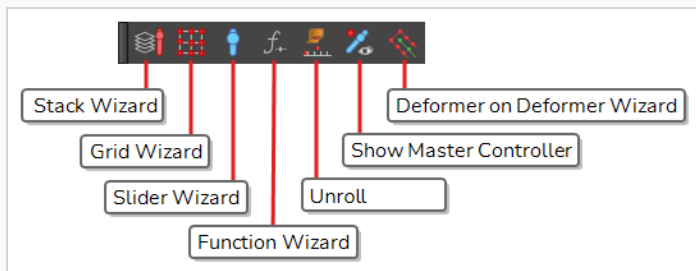 Stack Wizard
Deformer on Deformer Wizard
Grid Wizard
Show Master Controller
Slider Wizard
Unroll
Function Wizard